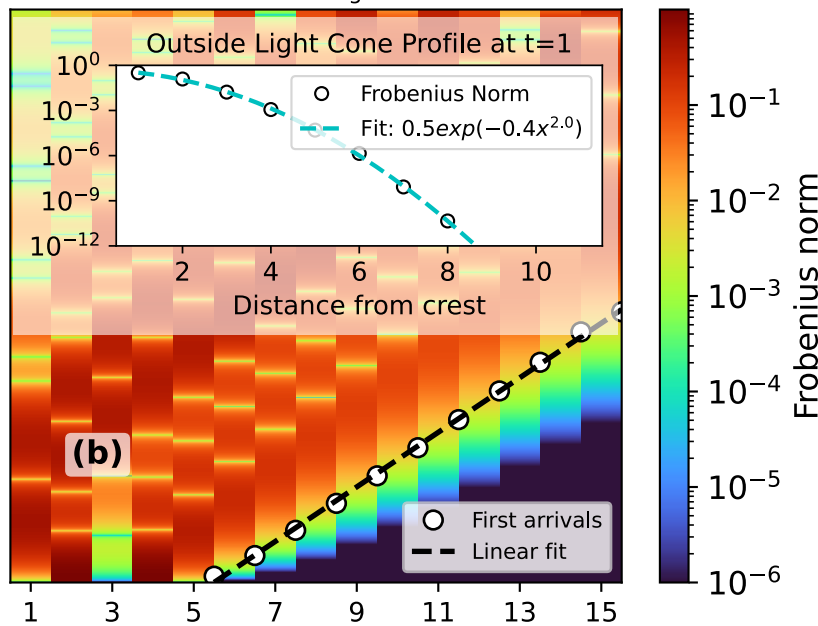 Outside Light Cone Profile at t=1
10⁰
10⁻³
10⁻⁶
10⁻⁹
10⁻¹²
Frobenius Norm
Fit: 0.5exp(−0.4x^{2.0})
2 4 6 8 10
Distance from crest
(b)
First arrivals
Linear fit
1 3 5 7 9 11 13 15
10⁻¹
10⁻²
10⁻³
10⁻⁴
10⁻⁵
10⁻⁶
Frobenius norm